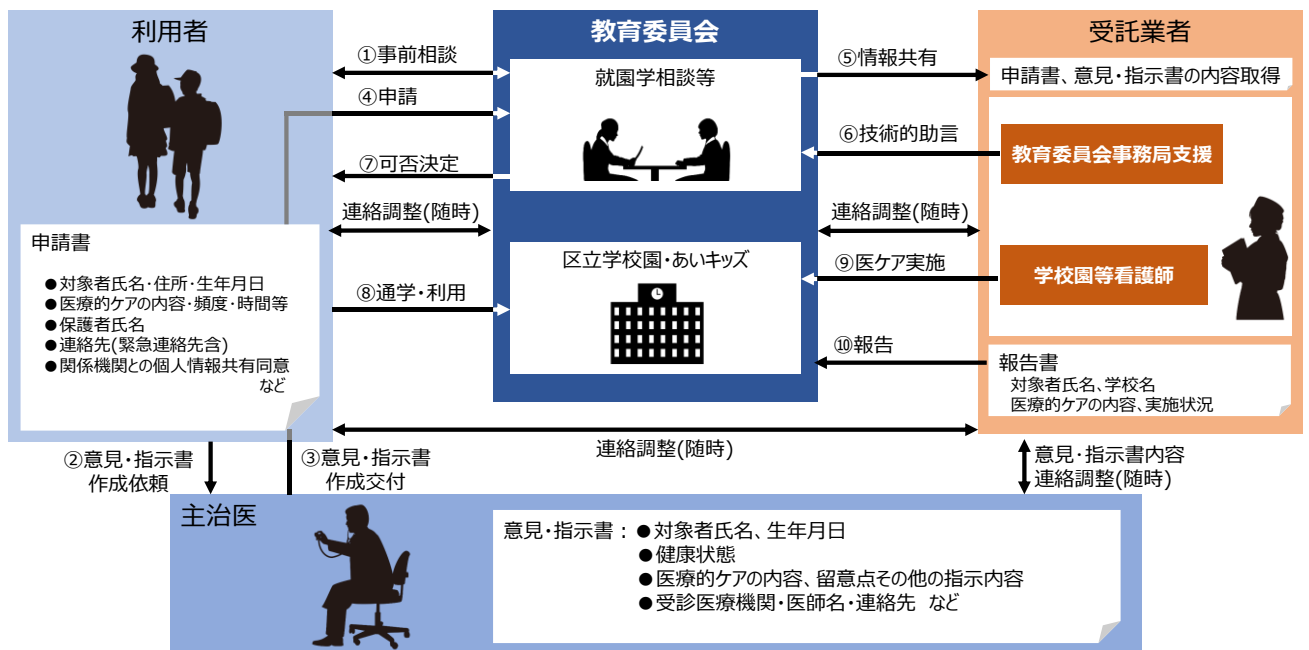 利用者
①事前相談
④申請
⑦可否決定
連絡調整(随時)
申請書
●対象者氏名・住所・生年月日
●医療的ケアの内容・頻度・時間等
●保護者氏名
●連絡先(緊急連絡先含)
●関係機関との個人情報共有同意
など
⑧通学・利用
教育委員会
就園学相談等
区立学校園・あいキッズ
⑤情報共有
⑥技術的助言
連絡調整(随時)
⑨医ケア実施
⑩報告
受託業者
申請書、意見・指示書の内容取得
教育委員会事務局支援
学校園等看護師
報告書
対象者氏名、学校名
医療的ケアの内容、実施状況
連絡調整(随時)
②意見・指示書
作成依頼
③意見・指示書
作成交付
意見・指示書内容
連絡調整(随時)
主治医
意見・指示書：●対象者氏名、生年月日
●健康状態
●医療的ケアの内容、留意点その他の指示内容
●受診医療機関・医師名・連絡先　など